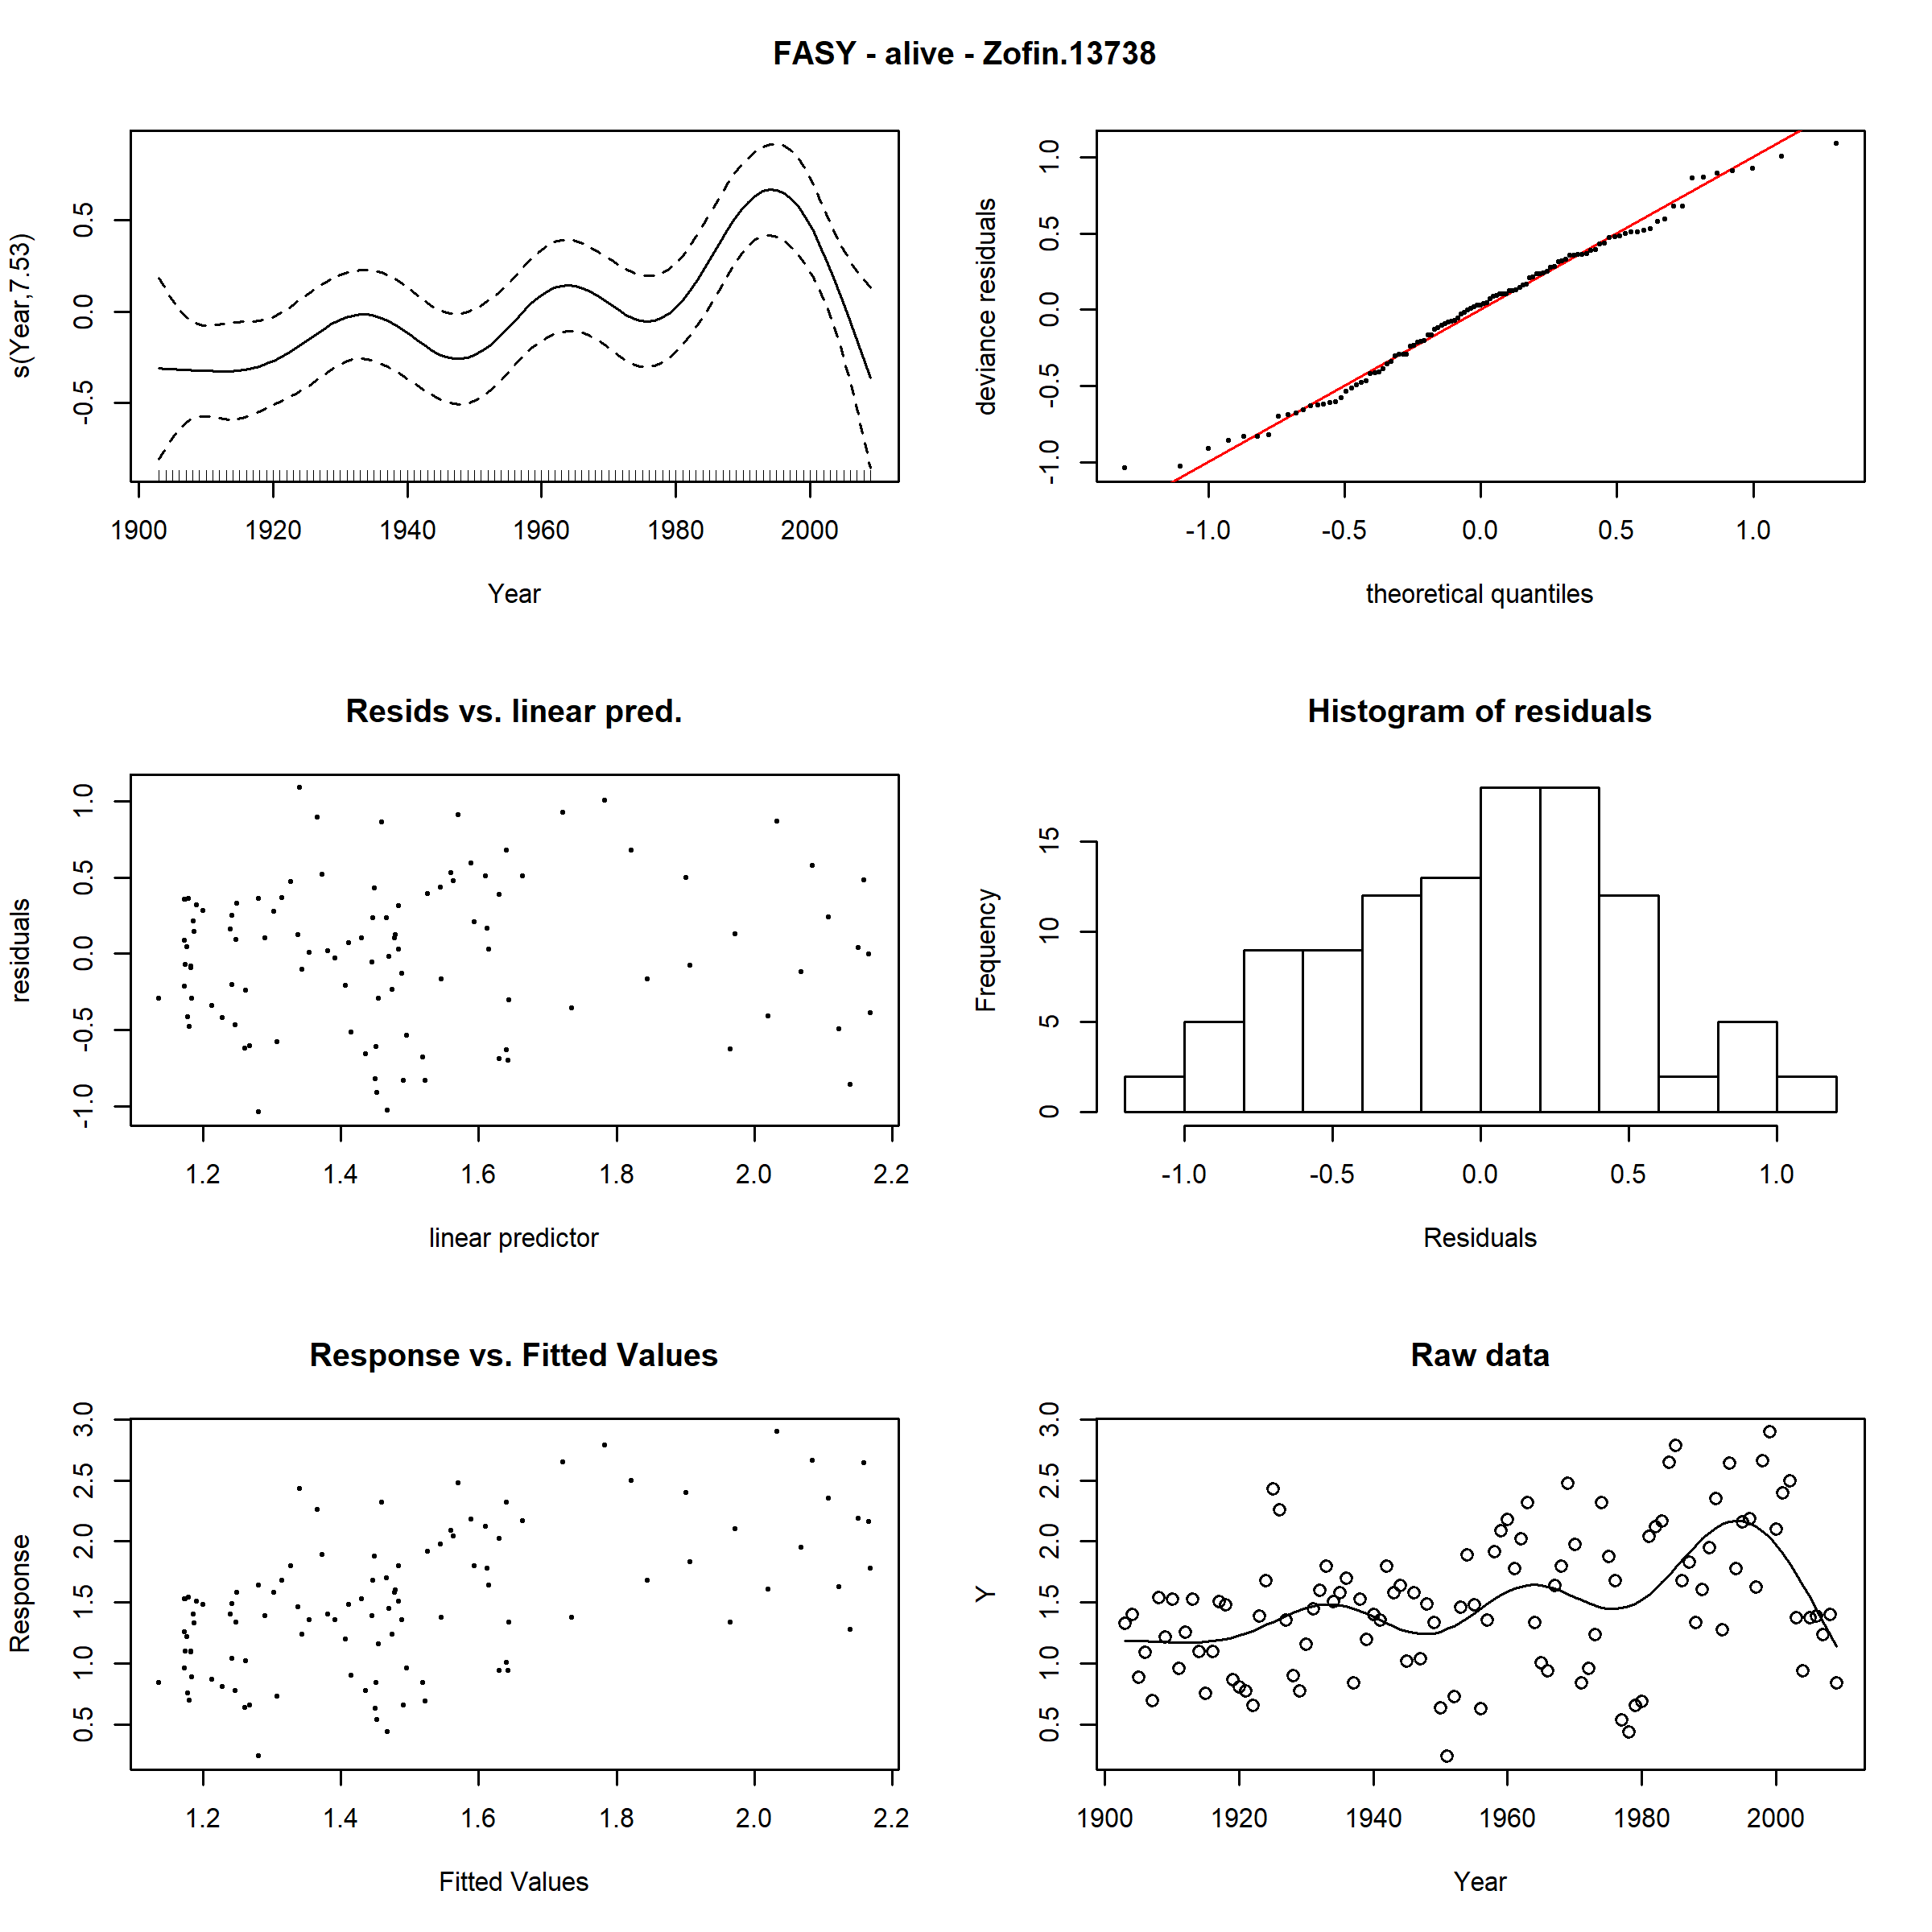 FASY - alive - Zofin.13738
s(Year,7.53)
0.5
0.0
-0.5
1900 1920 1940 1960 1980 2000
Year
deviance residuals
1.0
0.5
0.0
-0.5
-1.0
-1.0 -0.5 0.0 0.5 1.0
theoretical quantiles
Resids vs. linear pred.
residuals
1.0
0.5
0.0
-0.5
-1.0
1.2 1.4 1.6 1.8 2.0 2.2
linear predictor
Histogram of residuals
Frequency
15
10
5
0
-1.0 -0.5 0.0 0.5 1.0
Residuals
Response vs. Fitted Values
Response
3.0
2.5
2.0
1.5
1.0
0.5
1.2 1.4 1.6 1.8 2.0 2.2
Fitted Values
Raw data
Y
3.0
2.5
2.0
1.5
1.0
0.5
1900 1920 1940 1960 1980 2000
Year